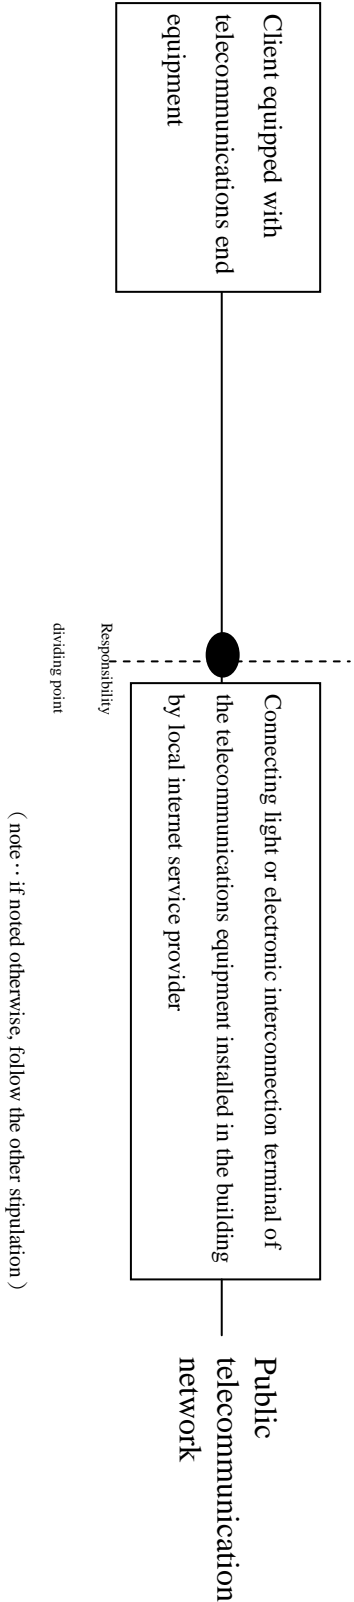 Client equipped with
telecommunications end
equipment
Responsibility
dividing point
Connecting light or electronic interconnection terminal of
the telecommunications equipment installed in the building
by local internet service provider
Public
telecommunication
network
（note：if noted otherwise, follow the other stipulation）